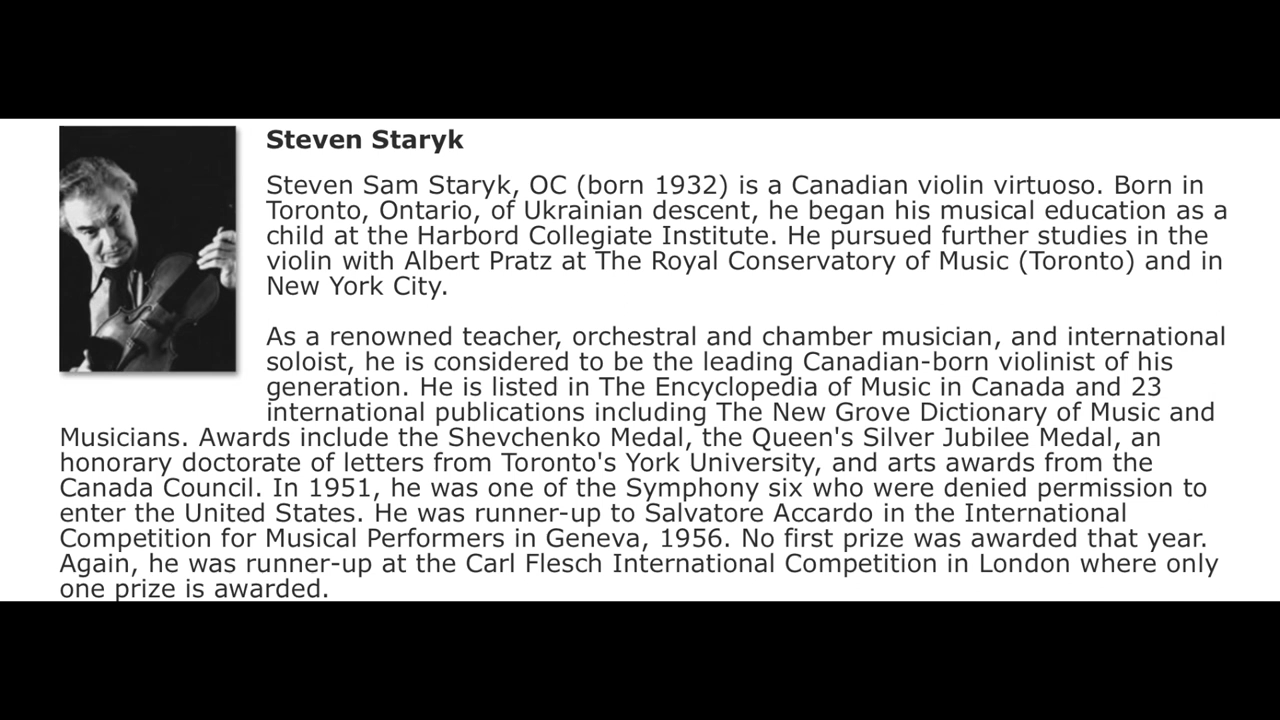 Steven Staryk
Steven Sam Staryk, OC (born 1932) is a Canadian violin virtuoso. Born in
Toronto, Ontario, of Ukrainian descent, he began his musical education as a
child at the Harbord Collegiate Institute. He pursued further studies in the
violin with Albert Pratz at The Royal Conservatory of Music (Toronto) and in
New York City.
As a renowned teacher, orchestral and chamber musician, and international
soloist, he is considered to be the leading Canadian-born violinist of his
generation. He is listed in The Encyclopedia of Music in Canada and 23
international publications including The New Grove Dictionary of Music and
Musicians. Awards include the Shevchenko Medal, the Queen's Silver Jubilee Medal, an
honorary doctorate of letters from Toronto's York University, and arts awards from the
Canada Council. In 1951, he was one of the Symphony six who were denied permission to
enter the United States. He was runner-up to Salvatore Accardo in the International
Competition for Musical Performers in Geneva, 1956. No first prize was awarded that year.
Again, he was runner-up at the Carl Flesch International Competition in London where only
one prize is awarded.